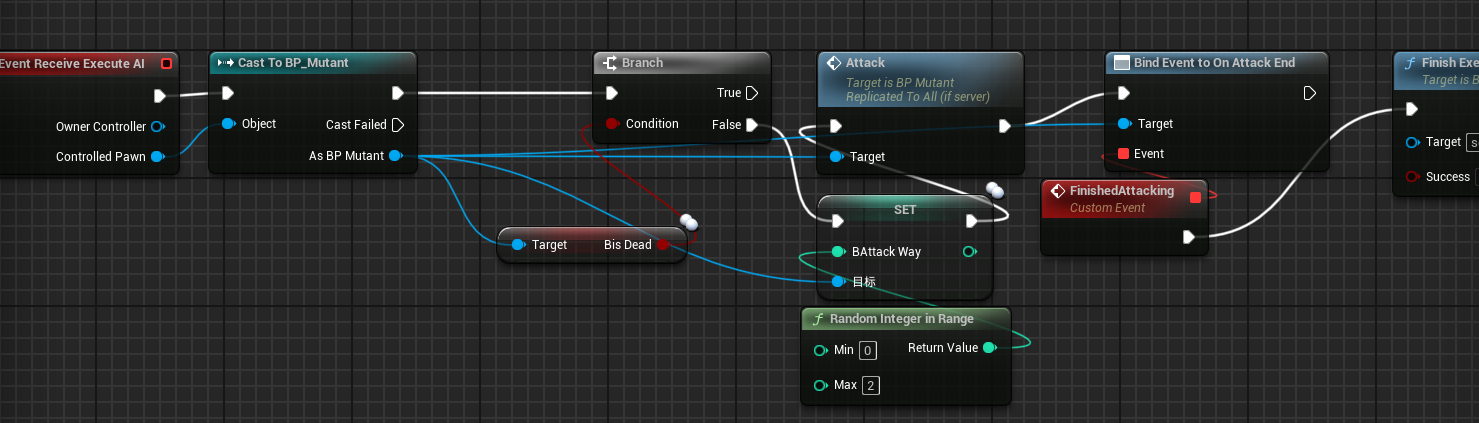 Event Receive Execute AI
Owner Controller
Controlled Pawn
Cast To BP_Mutant
Object
Cast Failed
As BP Mutant
Target
Bis Dead
Branch
True
Condition
False
Attack
Target is BP Mutant
Replicated To All (if server)
Target
SET
BAttack Way
目标
Random Integer in Range
Min 0
Return Value
Max 2
Bind Event to On Attack End
Target
Event
FinishedAttacking
Custom Event
Finish Exe
Target is B
Target
Success